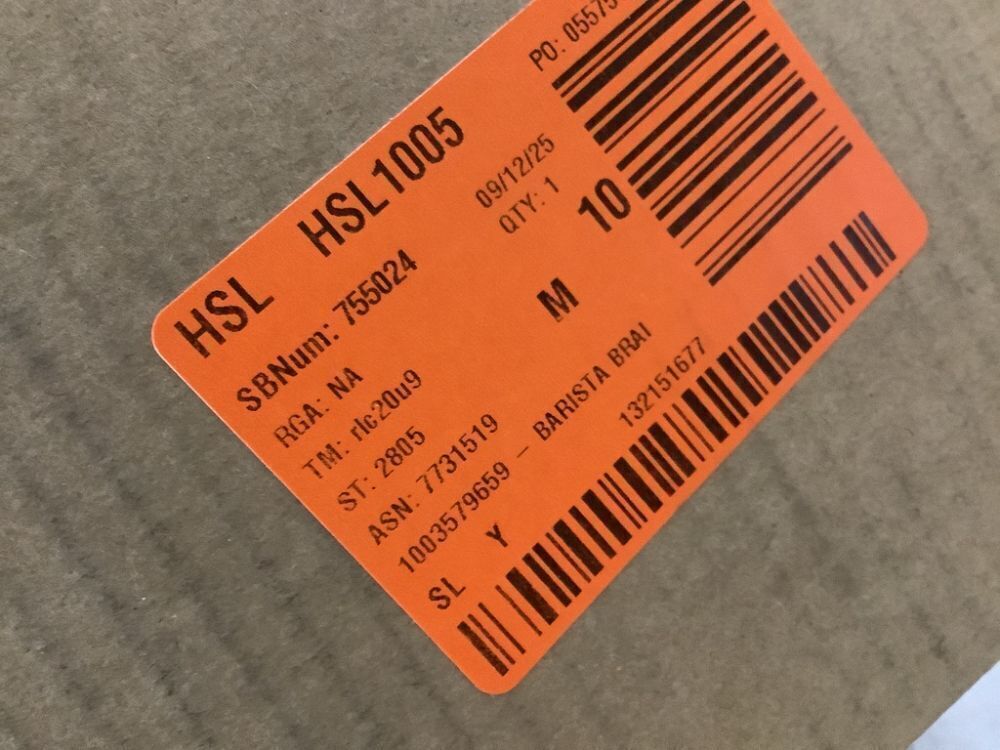 HSL HSL1005
SBNum: 755024 09/12/25 PO: 05575
RGA: NA QTY: 1
TM: rlc20u9 10
ST: 2805 M
ASN: 7731519
1003579659 - BARISTA BRAI
SL Y 132151677